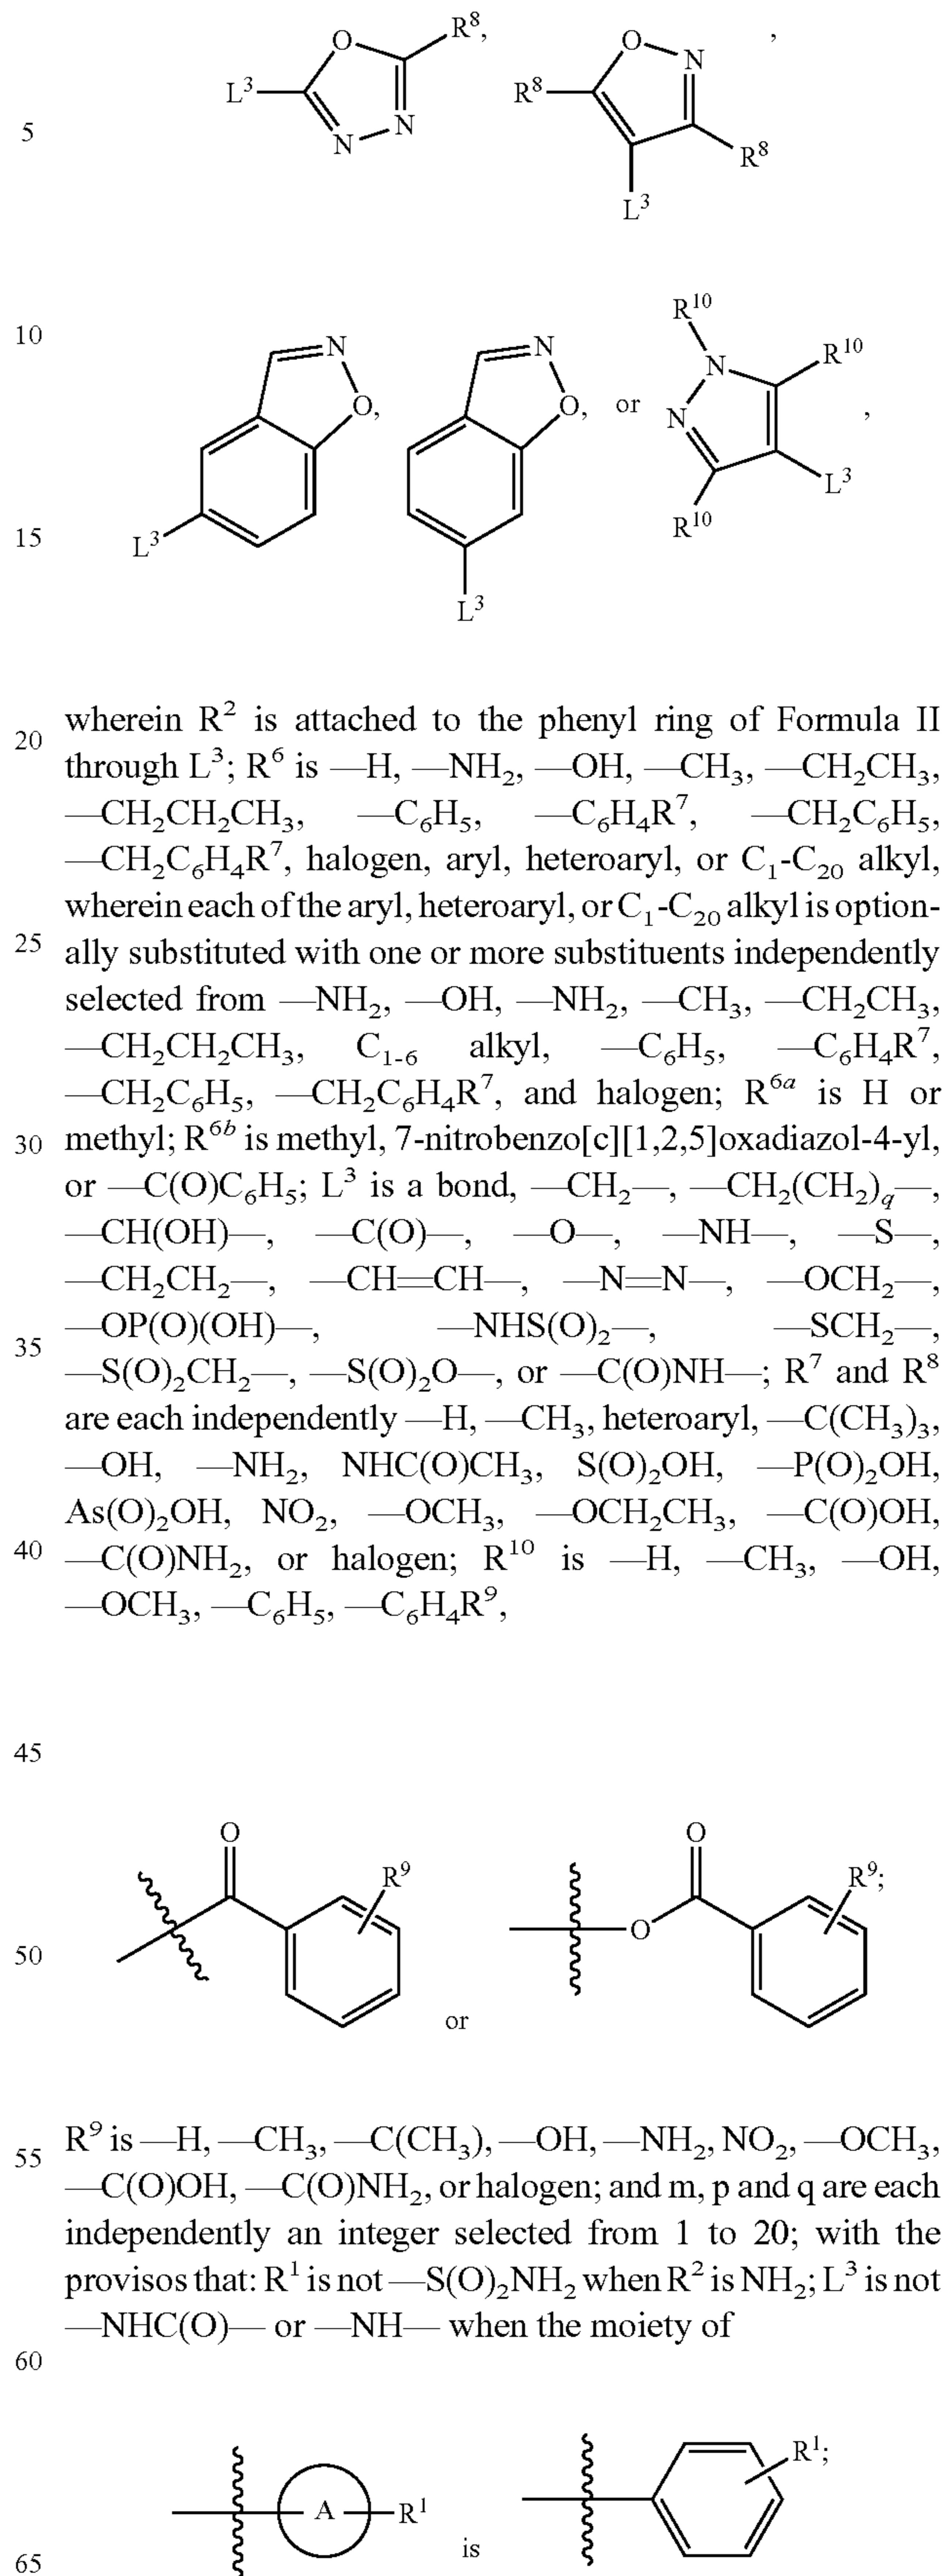 O R⁸, ,
L³ N N
O N
R⁸ R⁸
L³
5
10
N O, N O, or R¹⁰ N R¹⁰ ,
N
L³ R¹⁰ L³
15
20
wherein R² is attached to the phenyl ring of Formula II
through L³; R⁶ is —H, —NH₂, —OH, —CH₃, —CH₂CH₃,
—CH₂CH₂CH₃, —C₆H₅, —C₆H₄R⁷, —CH₂C₆H₅,
—CH₂C₆H₄R⁷, halogen, aryl, heteroaryl, or C₁-C₂₀ alkyl,
wherein each of the aryl, heteroaryl, or C₁-C₂₀ alkyl is option-
25
ally substituted with one or more substituents independently
selected from —NH₂, —OH, —NH₂, —CH₃, —CH₂CH₃,
—CH₂CH₂CH₃, C₁₋₆ alkyl, —C₆H₅, —C₆H₄R⁷,
—CH₂C₆H₅, —CH₂C₆H₄R⁷, and halogen; R⁶ᵃ is H or
30
methyl; R⁶ᵇ is methyl, 7-nitrobenzo[c][1,2,5]oxadiazol-4-yl,
or —C(O)C₆H₅; L³ is a bond, —CH₂—, —CH₂(CH₂)q—,
—CH(OH)—, —C(O)—, —O—, —NH—, —S—,
—CH₂CH₂—, —CH=CH—, —N=N—, —OCH₂—,
—OP(O)(OH)—, —NHS(O)₂—, —SCH₂—,
35
—S(O)₂CH₂—, —S(O)₂O—, or —C(O)NH—; R⁷ and R⁸
are each independently —H, —CH₃, heteroaryl, —C(CH₃)₃,
—OH, —NH₂, NHC(O)CH₃, S(O)₂OH, —P(O)₂OH,
As(O)₂OH, NO₂, —OCH₃, —OCH₂CH₃, —C(O)OH,
40
—C(O)NH₂, or halogen; R¹⁰ is —H, —CH₃, —OH,
—OCH₃, —C₆H₅, —C₆H₄R⁹,
45
O R⁹
or
O O R⁹;
50
55
R⁹ is —H, —CH₃, —C(CH₃), —OH, —NH₂, NO₂, —OCH₃,
—C(O)OH, —C(O)NH₂, or halogen; and m, p and q are each
independently an integer selected from 1 to 20; with the
provisos that: R¹ is not —S(O)₂NH₂ when R² is NH₂; L³ is not
—NHC(O)— or —NH— when the moiety of
60
A R¹
is
R¹;
65